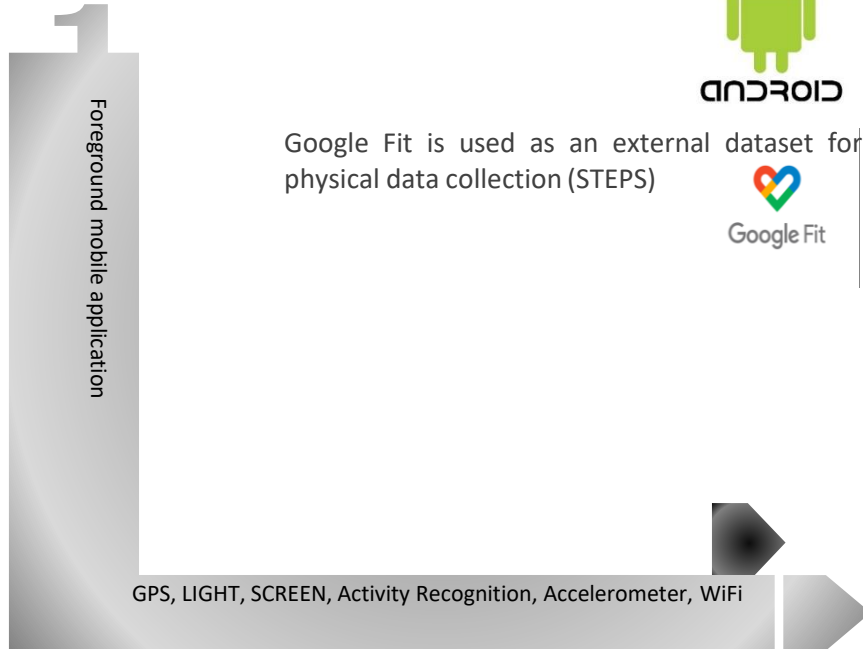 1
ANDROID
Foreground mobile application
Google Fit is used as an external dataset for
physical data collection (STEPS)
Google Fit
GPS, LIGHT, SCREEN, Activity Recognition, Accelerometer, WiFi